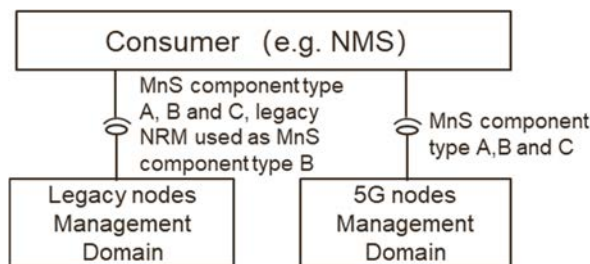 Consumer (e.g. NMS)
MnS component type
A, B and C, legacy
NRM used as MnS
component type B
MnS component
type A,B and C
Legacy nodes
Management
Domain
5G nodes
Management
Domain